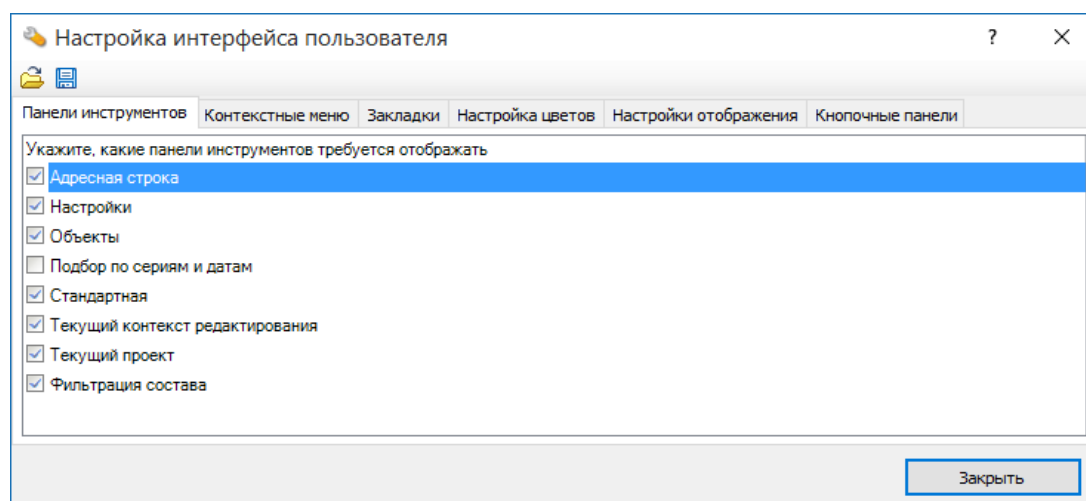 Настройка интерфейса пользователя ?
Панели инструментов Контекстные меню Закладки Настройка цветов Настройки отображения Кнопочные панели
Укажите, какие панели инструментов требуется отображать
Адресная строка
Настройки
Объекты
Подбор по сериям и датам
Стандартная
Текущий контекст редактирования
Текущий проект
Фильтрация состава
Закрыть